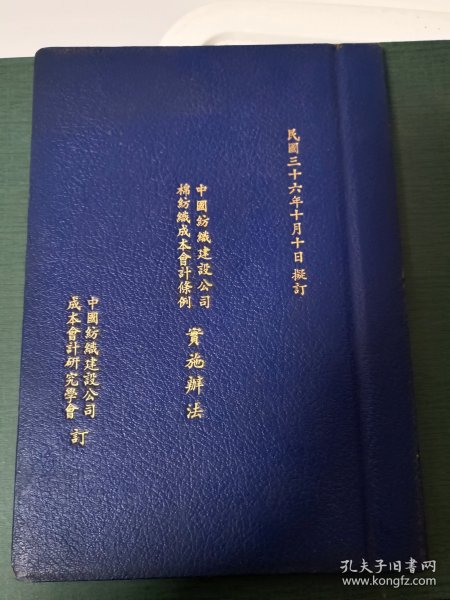 民國三十六年十月十日 擬訂
中國紡織建設公司
棉紡織成本會計條例
實施辦法
中國紡織建設公司
成本會計研究學會 訂
孔夫子旧书网
www.kongfz.com